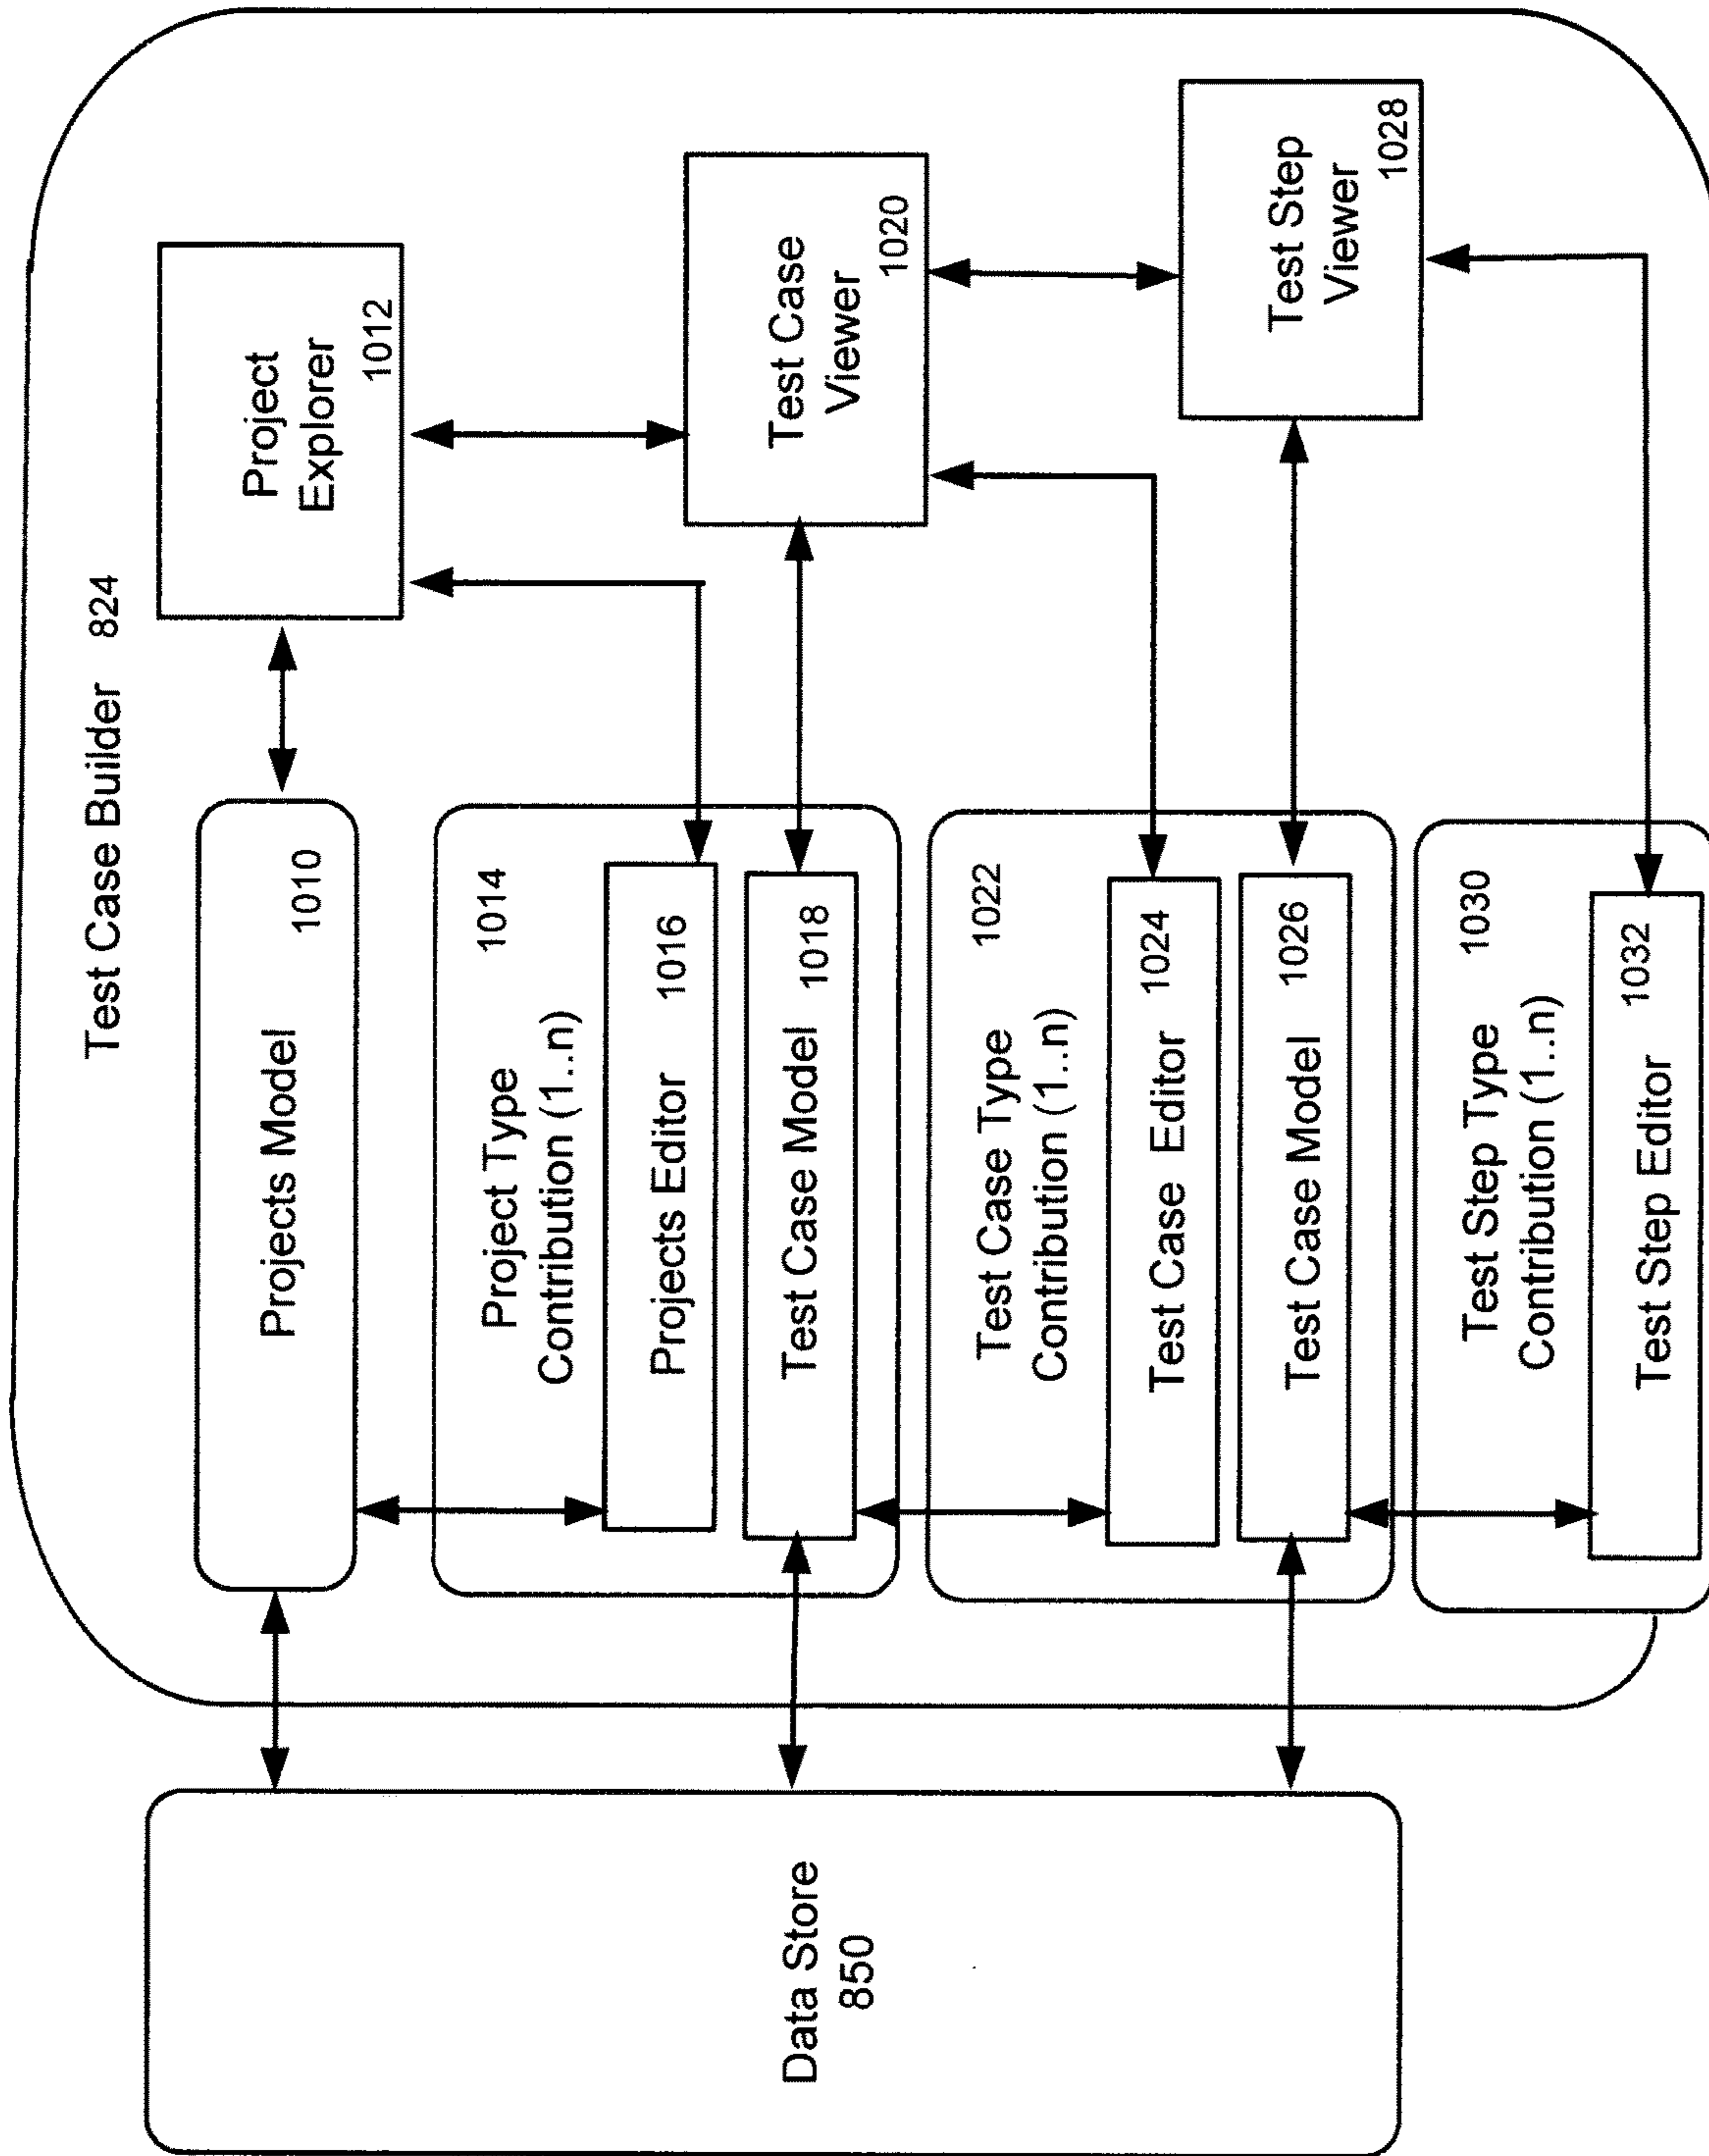 Test Case Builder 824
Projects Model
1010
Project
Explorer
1012
Project Type
Contribution (1..n)
1014
Projects Editor
1016
Test Case Model
1018
Test Case
Viewer
1020
Test Case Type
Contribution (1..n)
1022
Test Case Editor
1024
Test Case Model
1026
Test Step
Viewer
1028
Test Step Type
Contribution (1..n)
1030
Test Step Editor
1032
Data Store
850